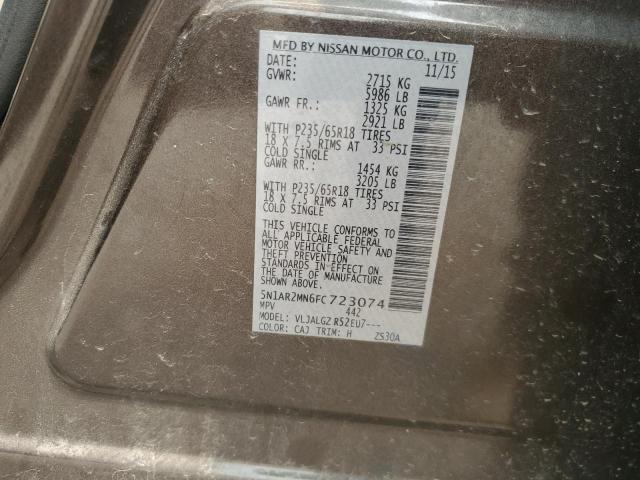 MFD BY NISSAN MOTOR CO., LTD.
DATE: 11/15
GVWR: 2715 KG
5986 LB
GAWR FR.: 1325 KG
2921 LB
WITH P235/65R18 TIRES
18 X 7.5 RIMS AT 33 PSI
COLD SINGLE
GAWR RR.: 1454 KG
3205 LB
WITH P235/65R18 TIRES
18 X 7.5 RIMS AT 33 PSI
COLD SINGLE
THIS VEHICLE CONFORMS TO
ALL APPLICABLE FEDERAL
MOTOR VEHICLE SAFETY AND
THEFT PREVENTION
STANDARDS IN EFFECT ON
THE DATE OF MANUFACTURE
SHOWN ABOVE.
5N1AR2MN6FC723074
MPV 442
MODEL: VLJALGZ R52EU7---
COLOR: CAJ TRIM: H ZS30A